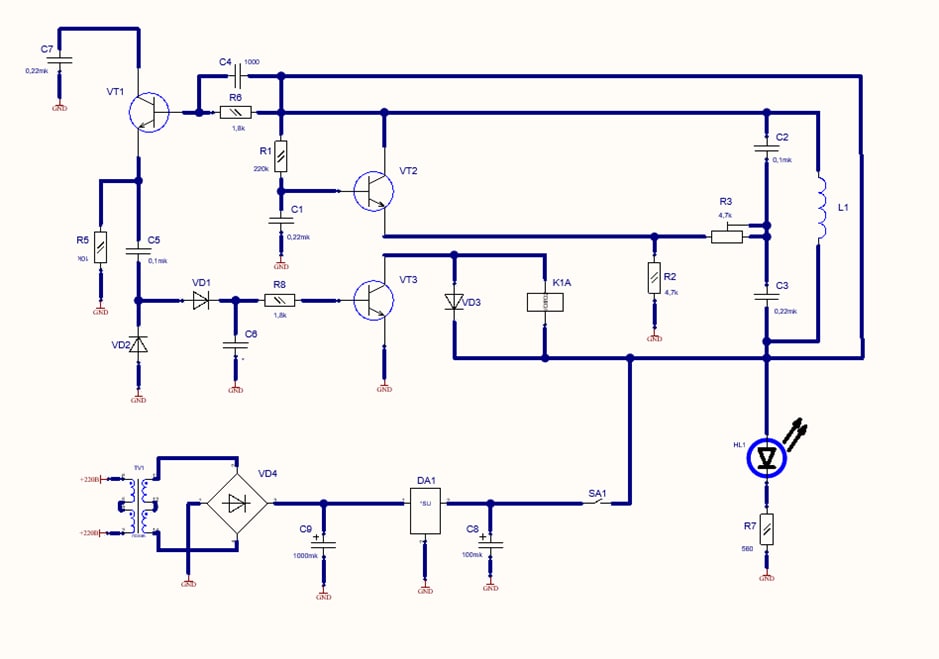 C7
0,22mk
GND
VT1
C4
1000
R6
1,8k
R1
220k
C1
0,22mk
GND
VT2
C2
0,1mk
R3
4,7k
L1
R5
10k
GND
C5
0,1mk
VD1
R8
1,8k
VT3
GND
VD3
K1A
R2
4,7k
GND
C3
0,22mk
VD2
GND
C6
GND
HL1
R7
560
GND
TV1
+220В
+220В
VD4
GND
C9
+
1000mk
GND
DA1
GND
C8
+
100mk
GND
SA1